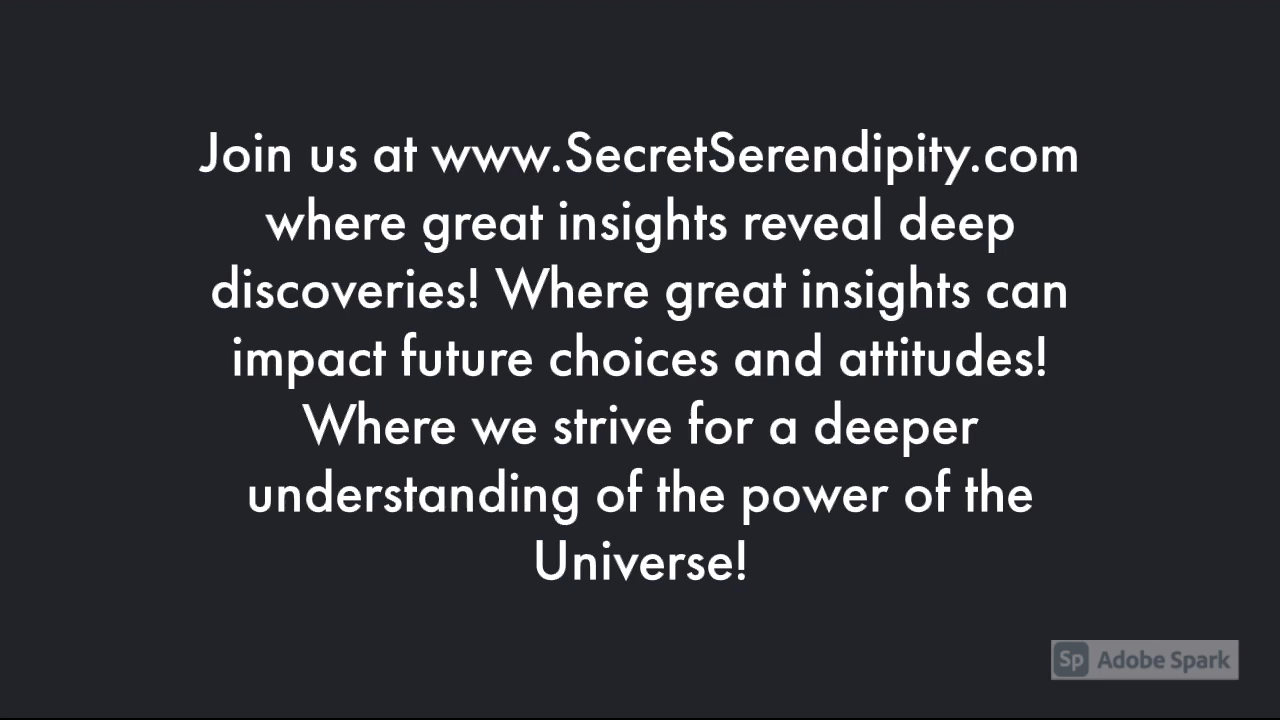 Join us at www.SecretSerendipity.com
where great insights reveal deep
discoveries! Where great insights can
impact future choices and attitudes!
Where we strive for a deeper
understanding of the power of the
Universe!
Sp Adobe Spark